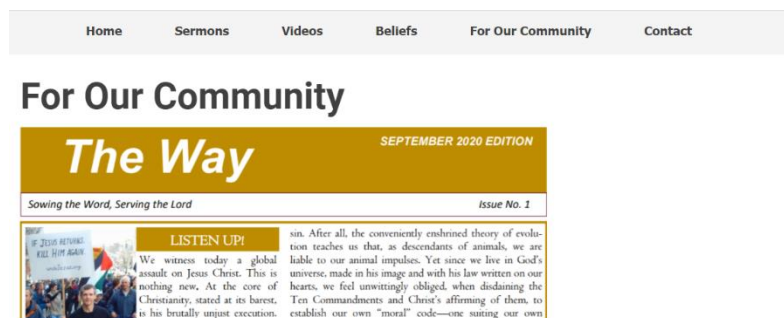 Home Sermons Videos Beliefs For Our Community Contact
For Our Community
The Way
SEPTEMBER 2020 EDITION
Sowing the Word, Serving the Lord
Issue No. 1
IF JESUS RETURNS
KILL HIM AGAIN
LISTEN UP!
We witness today a global
assault on Jesus Christ. This is
nothing new. At the core of
Christianity, stated at its barest,
is his brutally unjust execution.
sin. After all, the conveniently enshrined theory of evolu-
tion teaches us that, as descendants of animals, we are
liable to our animal impulses. Yet since we live in God's
universe, made in his image and with his law written on our
hearts, we feel unwittingly obliged, when disdaining the
Ten Commandments and Christ's affirming of them, to
establish our own "moral" code—one suiting our own